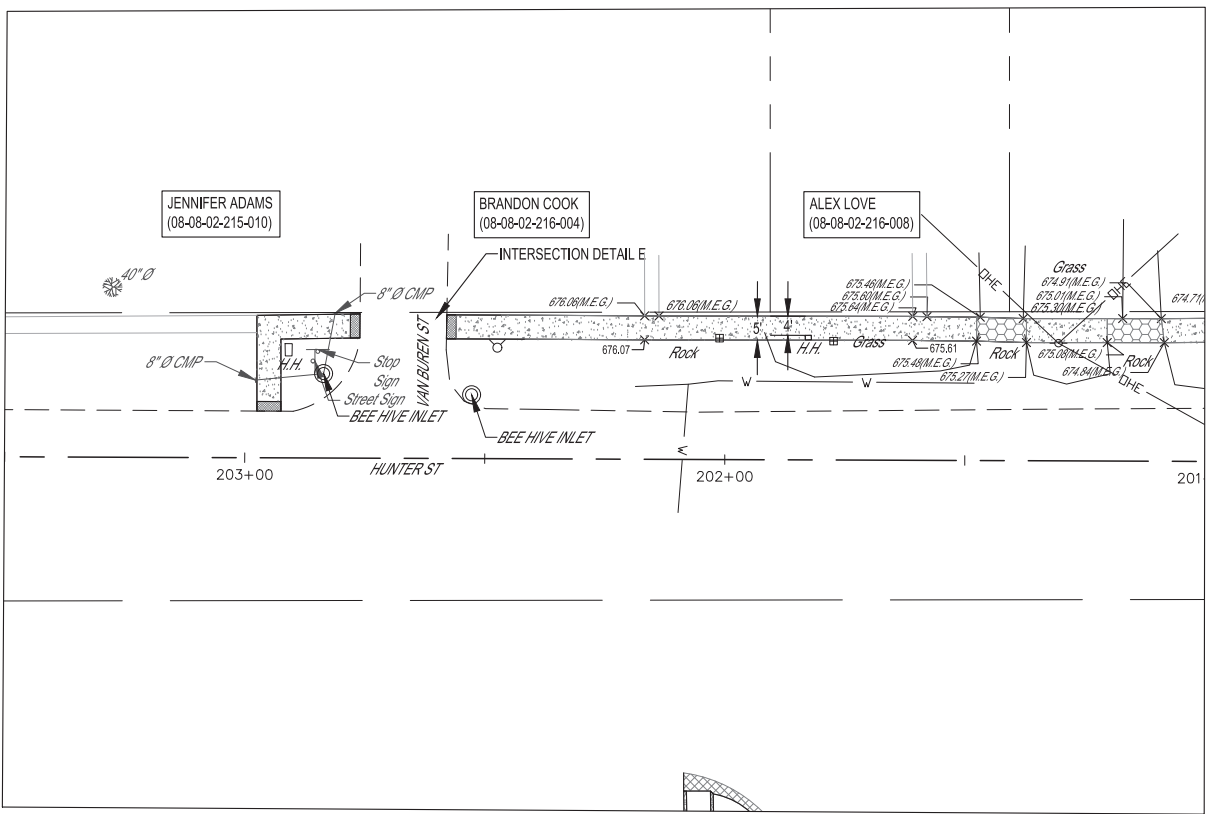 JENNIFER ADAMS
(08-08-02-215-010)
BRANDON COOK
(08-08-02-216-004)
ALEX LOVE
(08-08-02-216-008)
INTERSECTION DETAIL E
40" Ø
8" Ø CMP
676.06(M.E.G.)
676.06(M.E.G.)
675.46(M.E.G.)
675.60(M.E.G.)
675.64(M.E.G.)
OHE
Grass
674.91(M.E.G.)
675.01(M.E.G.)
675.30(M.E.G.)
OHE
674.71(
5'
4'
8" Ø CMP
H.H.
Stop
Sign
Street Sign
BEE HIVE INLET
VAN BUREN ST
676.07
Rock
H.H.
Grass
675.61
675.48(M.E.G.)
675.27(M.E.G.)
Rock
675.08(M.E.G.)
674.84(M.E.G.)
Rock
OHE
W
W
W
BEE HIVE INLET
HUNTER ST
203+00
202+00
201